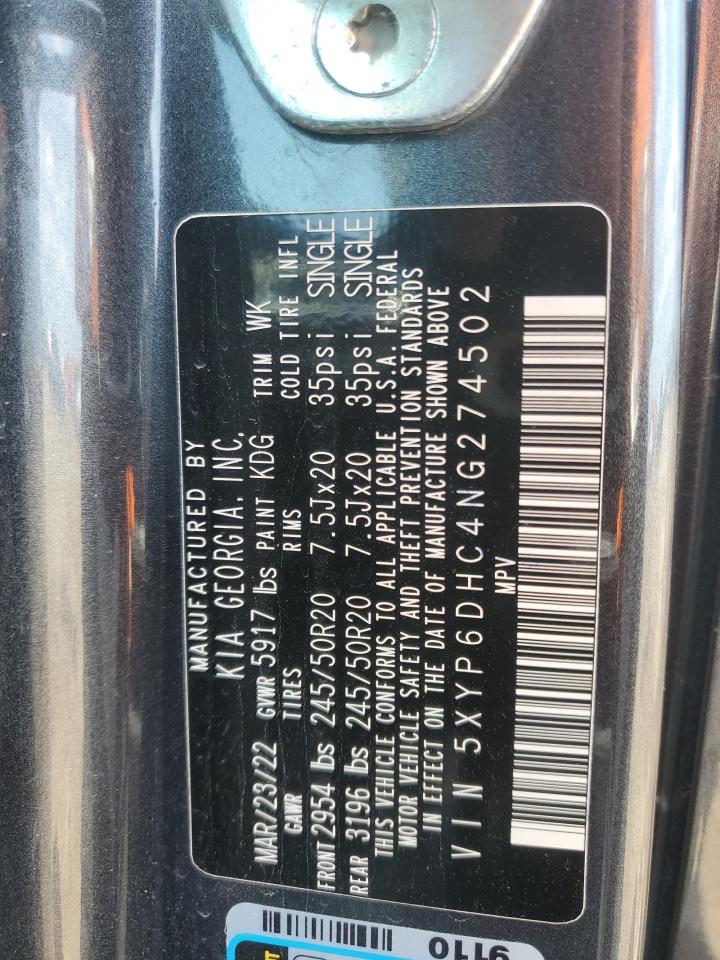 MANUFACTURED BY
KIA GEORGIA, INC.
MAR/23/22 GVWR 5917 lbs PAINT KDG TRIM WK
GAWR TIRES RIMS COLD TIRE INFL
FRONT 2954 lbs 245/50R20 7.5Jx20 35psi SINGLE
REAR 3196 lbs 245/50R20 7.5Jx20 35psi SINGLE
THIS VEHICLE CONFORMS TO ALL APPLICABLE U.S.A. FEDERAL
MOTOR VEHICLE SAFETY AND THEFT PREVENTION STANDARDS
IN EFFECT ON THE DATE OF MANUFACTURE SHOWN ABOVE
VIN 5XYP6DHC4NG274502
MPV
9110